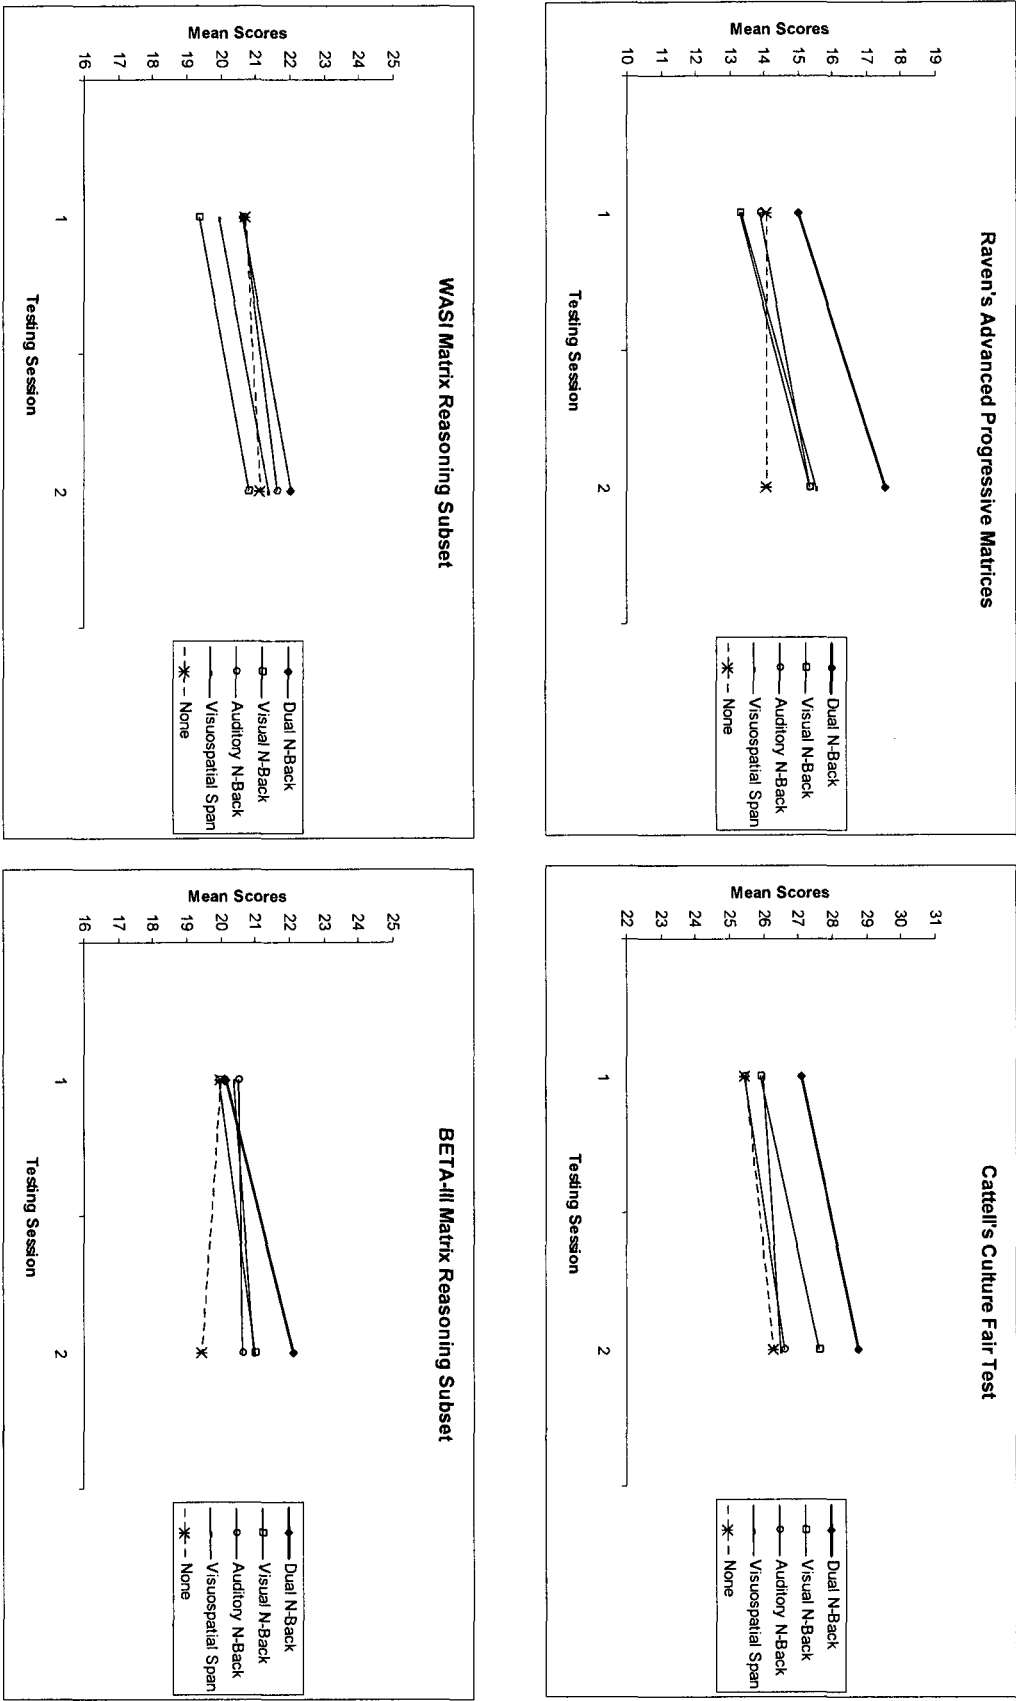 Raven's Advanced Progressive Matrices
Mean Scores
19
18
17
16
15
14
13
12
11
10
1
2
Testing Session
Dual N-Back
Visual N-Back
Auditory N-Back
Visuospatial Span
None
Cattell's Culture Fair Test
Mean Scores
31
30
29
28
27
26
25
24
23
22
1
2
Testing Session
Dual N-Back
Visual N-Back
Auditory N-Back
Visuospatial Span
None
WASI Matrix Reasoning Subset
Mean Scores
25
24
23
22
21
20
19
18
17
16
1
2
Testing Session
Dual N-Back
Visual N-Back
Auditory N-Back
Visuospatial Span
None
BETA-III Matrix Reasoning Subset
Mean Scores
25
24
23
22
21
20
19
18
17
16
1
2
Testing Session
Dual N-Back
Visual N-Back
Auditory N-Back
Visuospatial Span
None